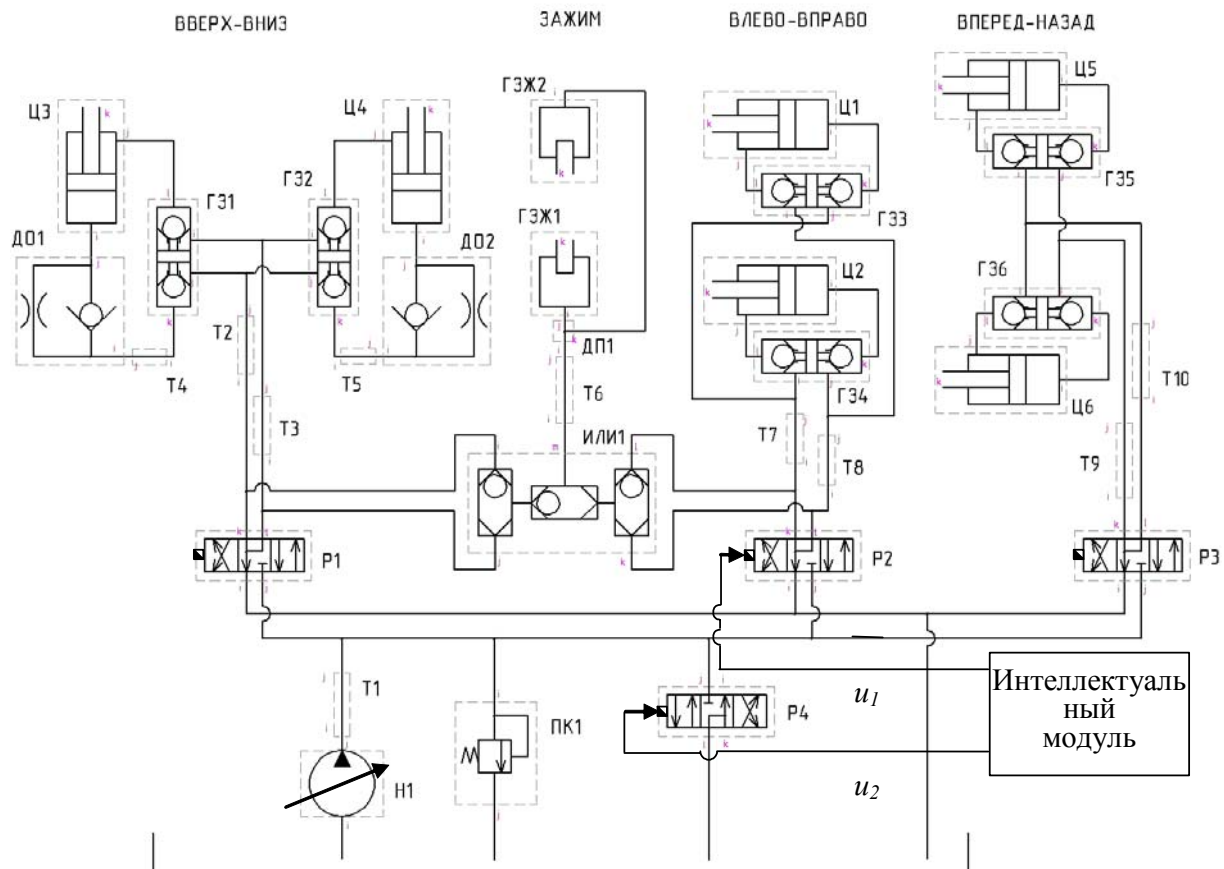 ВВЕРХ-ВНИЗ
ЗАЖИМ
ВЛЕВО-ВПРАВО
ВПЕРЕД-НАЗАД
Ц3
Ц4
ГЗЖ2
Ц1
Ц5
ГЗ1
ГЗ2
ГЗ5
ГЗ3
ДО1
ДО2
ГЗЖ1
Ц2
ГЗ6
Т2
ДП1
Т4
Т5
Т6
ГЗ4
Ц6
Т10
Т3
ИЛИ1
Т7
Т8
Т9
Р1
Р2
Р3
Т1
ПК1
Р4
u1
u2
Интеллектуаль
ный
модуль
Н1